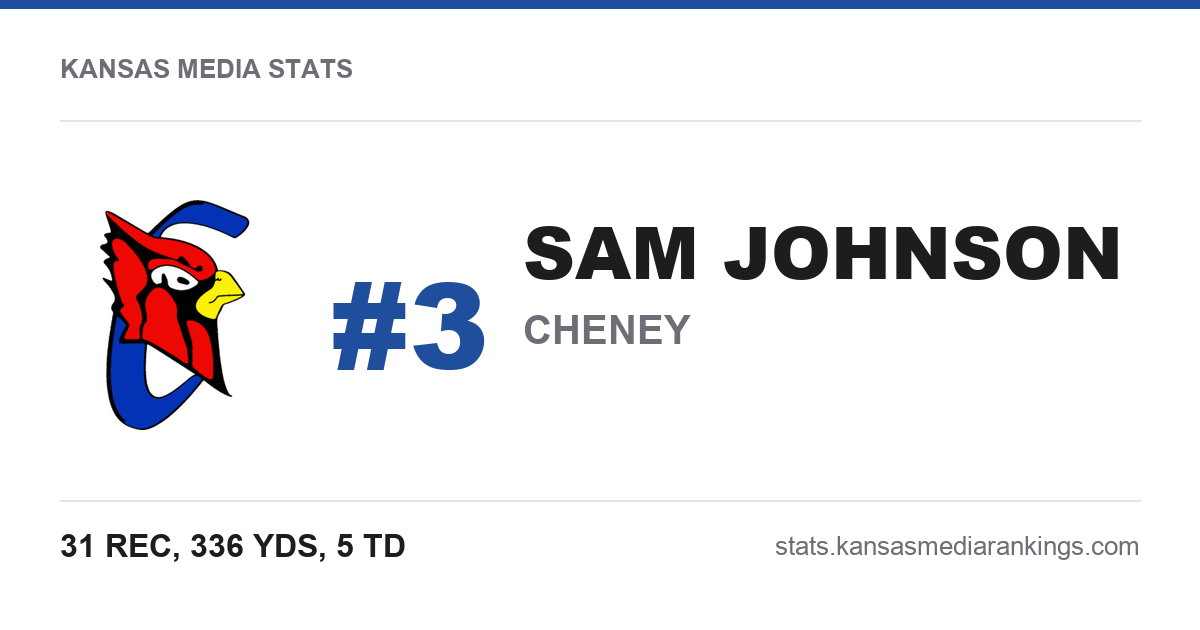 KANSAS MEDIA STATS
#3
SAM JOHNSON
CHENEY
31 REC, 336 YDS, 5 TD
stats.kansasmediarankings.com